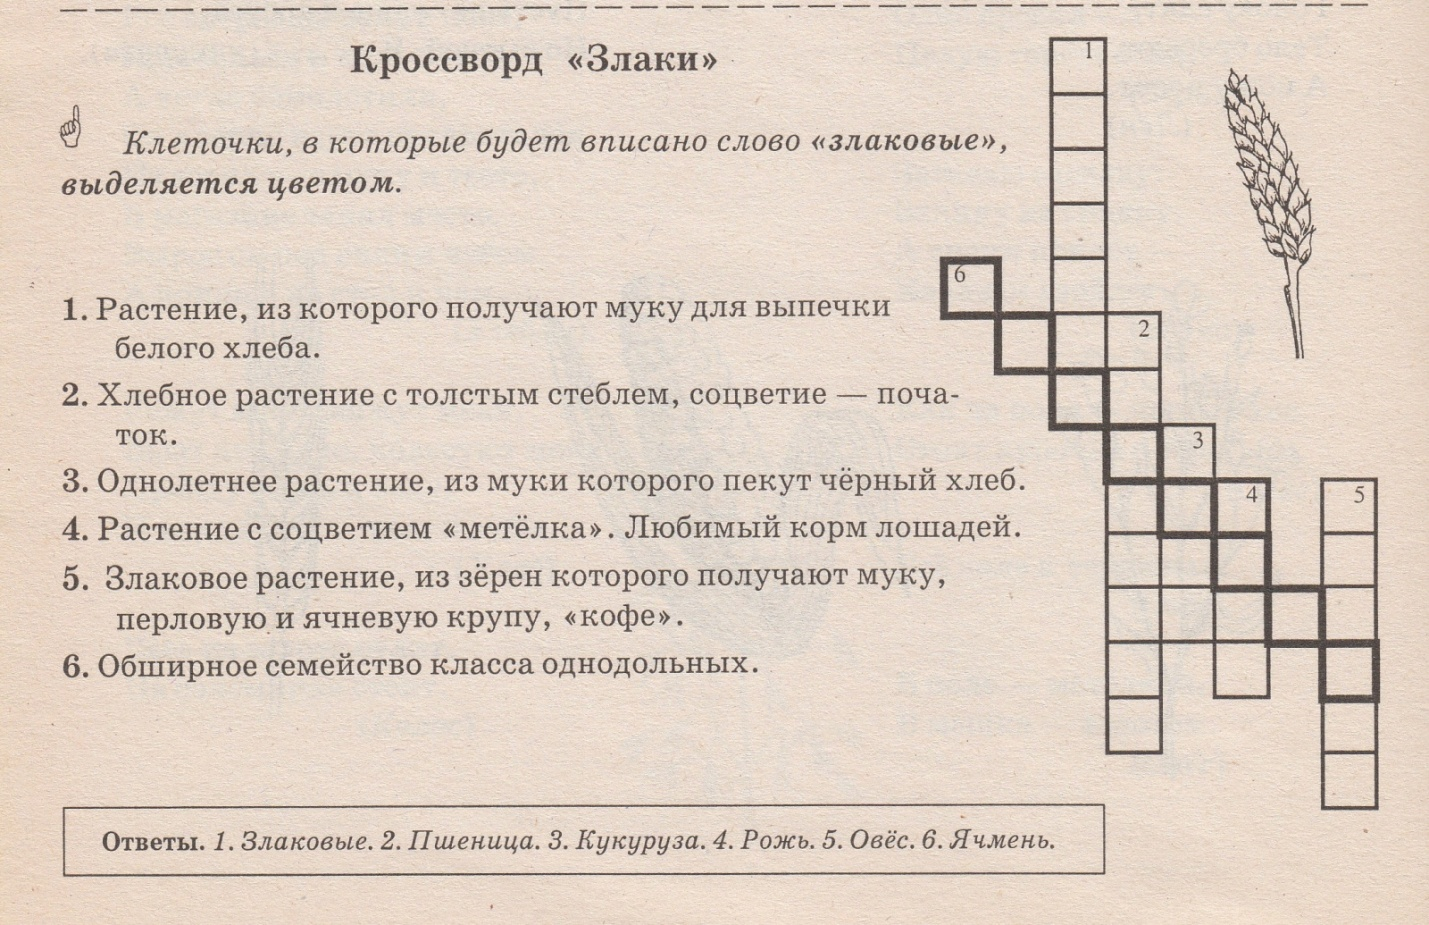 Кроссворд «Злаки»
Клеточки, в которые будет вписано слово «злаковые»,
выделяется цветом.
1. Растение, из которого получают муку для выпечки
белого хлеба.
2. Хлебное растение с толстым стеблем, соцветие — поча-
ток.
3. Однолетнее растение, из муки которого пекут чёрный хлеб.
4. Растение с соцветием «метёлка». Любимый корм лошадей.
5. Злаковое растение, из зёрен которого получают муку,
перловую и ячневую крупу, «кофе».
6. Обширное семейство класса однодольных.
1
6
2
3
4 5
Ответы. 1. Злаковые. 2. Пшеница. 3. Кукуруза. 4. Рожь. 5. Овёс. 6. Ячмень.